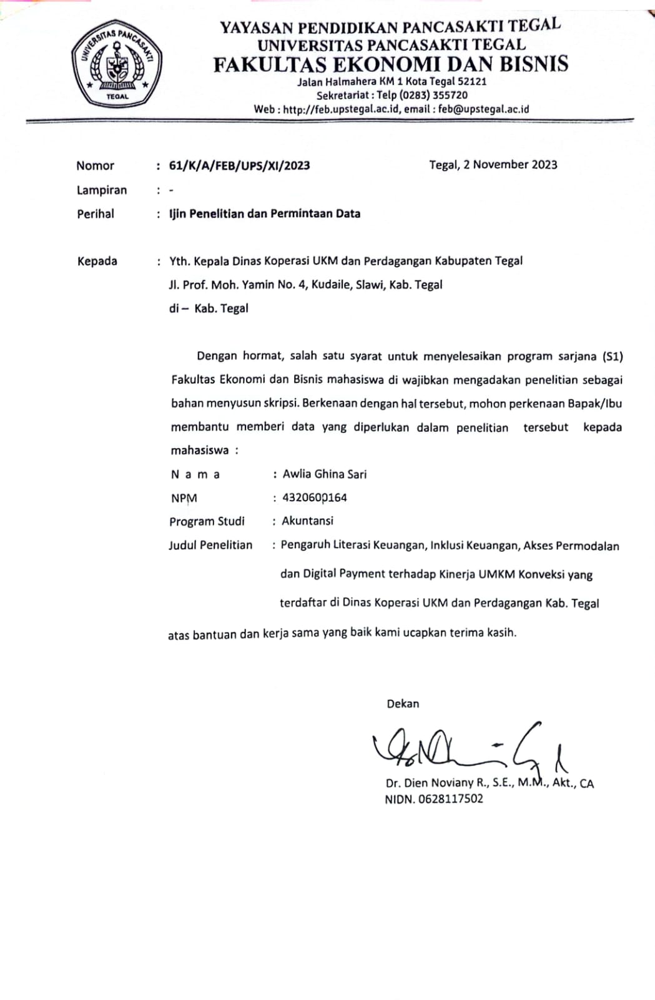 UNIVERSITAS PANCASAKTI
TEGAL
YAYASAN PENDIDIKAN PANCASAKTI TEGAL
UNIVERSITAS PANCASAKTI TEGAL
FAKULTAS EKONOMI DAN BISNIS
Jalan Halmahera KM 1 Kota Tegal 52121
Sekretariat : Telp (0283) 355720
Web : http://feb.upstegal.ac.id, email : feb@upstegal.ac.id
Nomor : 61/K/A/FEB/UPS/XI/2023 Tegal, 2 November 2023
Lampiran : -
Perihal : Ijin Penelitian dan Permintaan Data
Kepada : Yth. Kepala Dinas Koperasi UKM dan Perdagangan Kabupaten Tegal
Jl. Prof. Moh. Yamin No. 4, Kudaile, Slawi, Kab. Tegal
di – Kab. Tegal
Dengan hormat, salah satu syarat untuk menyelesaikan program sarjana (S1)
Fakultas Ekonomi dan Bisnis mahasiswa di wajibkan mengadakan penelitian sebagai
bahan menyusun skripsi. Berkenaan dengan hal tersebut, mohon perkenaan Bapak/Ibu
membantu memberi data yang diperlukan dalam penelitian tersebut kepada
mahasiswa :
N a m a : Awlia Ghina Sari
NPM : 4320600164
Program Studi : Akuntansi
Judul Penelitian : Pengaruh Literasi Keuangan, Inklusi Keuangan, Akses Permodalan
dan Digital Payment terhadap Kinerja UMKM Konveksi yang
terdaftar di Dinas Koperasi UKM dan Perdagangan Kab. Tegal
atas bantuan dan kerja sama yang baik kami ucapkan terima kasih.
Dekan
Dr. Dien Noviany R., S.E., M.M., Akt., CA
NIDN. 0628117502